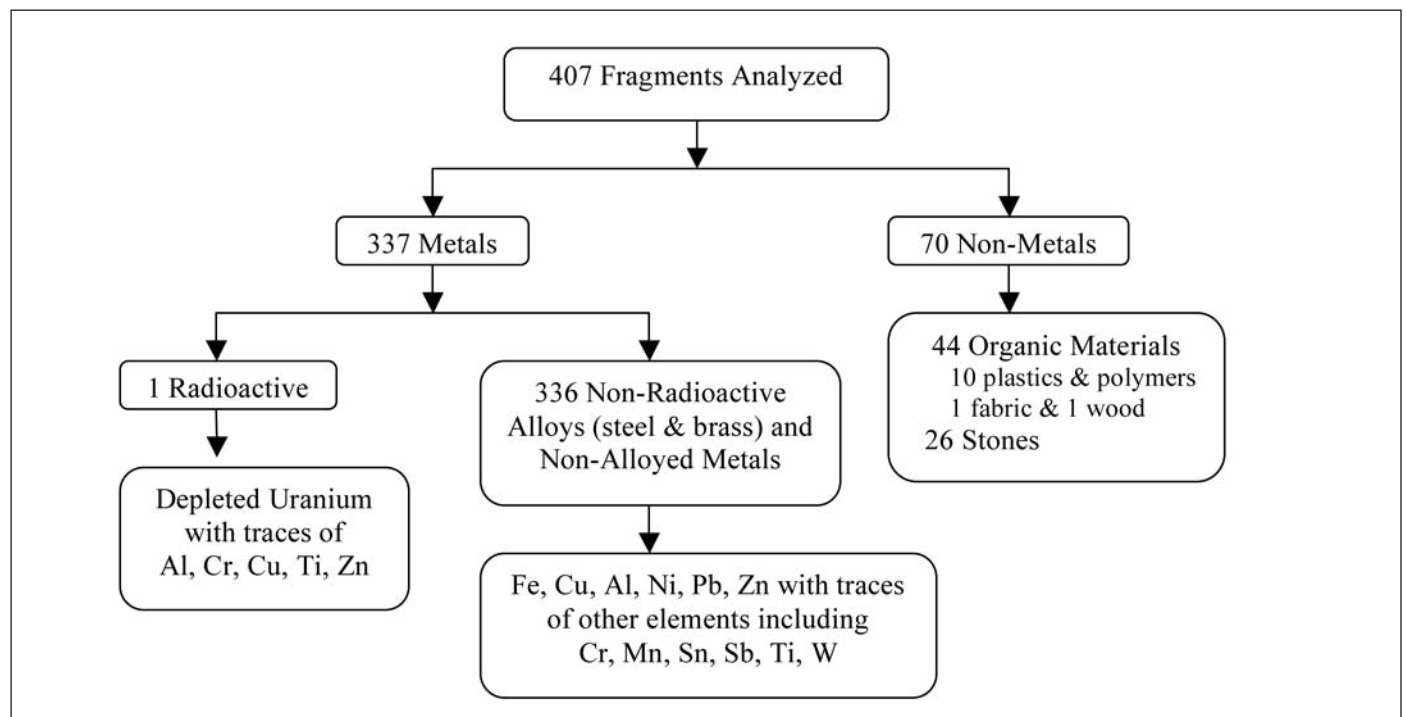 407 Fragments Analyzed
337 Metals
70 Non-Metals
1 Radioactive
336 Non-Radioactive
Alloys (steel & brass) and
Non-Alloyed Metals
44 Organic Materials
10 plastics & polymers
1 fabric & 1 wood
26 Stones
Depleted Uranium
with traces of
Al, Cr, Cu, Ti, Zn
Fe, Cu, Al, Ni, Pb, Zn with traces
of other elements including
Cr, Mn, Sn, Sb, Ti, W